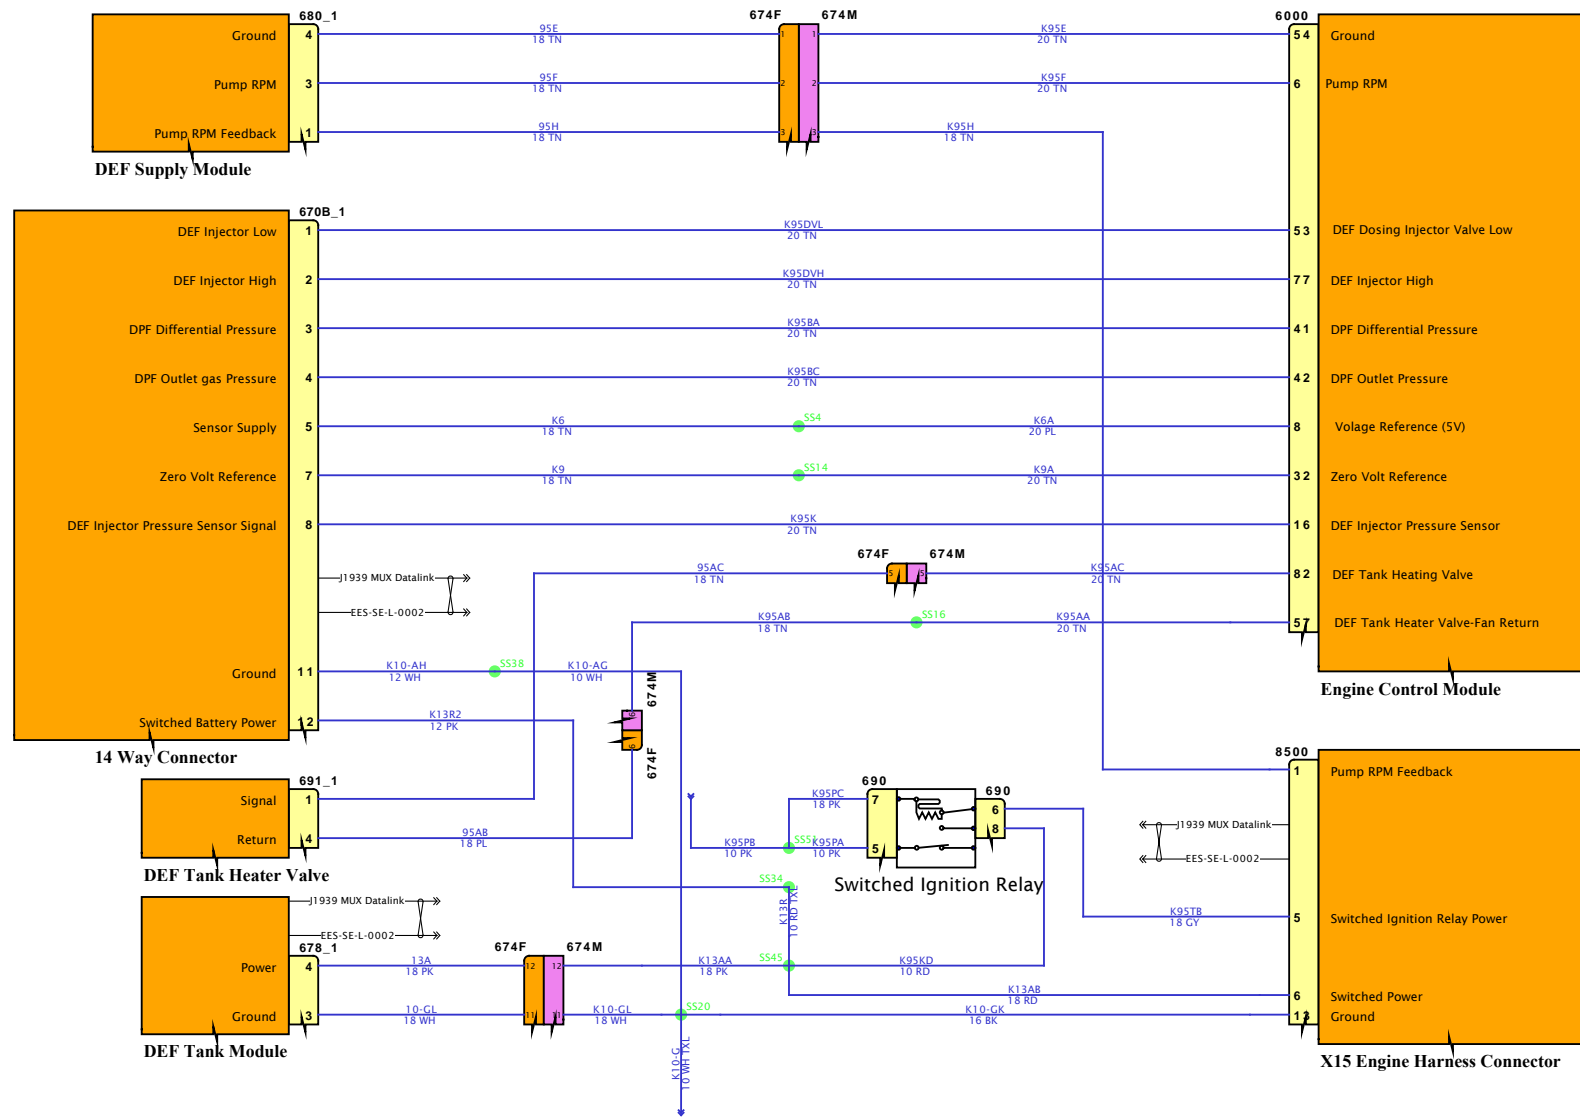 680_1
674F 674M
6000
Ground 4
95E
18 TN
1 1
K95E
20 TN
54 Ground
Pump RPM 3
95F
18 TN
2 2
K95F
20 TN
6 Pump RPM
Pump RPM Feedback 1
95H
18 TN
3 3
K95H
18 TN
DEF Supply Module
670B_1
DEF Injector Low 1
K95DVL
20 TN
53 DEF Dosing Injector Valve Low
DEF Injector High 2
K95DVH
20 TN
77 DEF Injector High
DPF Differential Pressure 3
K95BA
20 TN
41 DPF Differential Pressure
DPF Outlet gas Pressure 4
K95BC
20 TN
42 DPF Outlet Pressure
Sensor Supply 5
K6
18 TN
SS4
K6A
20 PL
8 Volage Reference (5V)
Zero Volt Reference 7
K9
18 TN
SS14
K9A
20 TN
32 Zero Volt Reference
DEF Injector Pressure Sensor Signal 8
K95K
20 TN
16 DEF Injector Pressure Sensor
674F 674M
J1939 MUX Datalink
95AC
18 TN
5 5
K95AC
20 TN
82 DEF Tank Heating Valve
EES-SE-L-0002
K95AB
18 TN
SS16
K95AA
20 TN
57 DEF Tank Heater Valve-Fan Return
Ground 11
K10-AH
12 WH
SS38
K10-AG
10 WH
674M
Engine Control Module
Switched Battery Power 12
K13R2
12 PK
6
6
674F
14 Way Connector
8500
691_1
1 Pump RPM Feedback
Signal 1
690
690
K95PC
18 PK
7
6
8
J1939 MUX Datalink
EES-SE-L-0002
Return 4
95AB
18 PL
K95PB
10 PK
SS51
K95PA
10 PK
5
DEF Tank Heater Valve
SS34
Switched Ignition Relay
J1939 MUX Datalink
EES-SE-L-0002
K13R
10 RD TXL
K95TB
18 GY
5 Switched Ignition Relay Power
678_1
674F 674M
Power 4
13A
18 PK
12 12
K13AA
18 PK
SS45
K95KD
10 RD
K13AB
18 RD
6 Switched Power
Ground 3
10-GL
18 WH
11 11
K10-GL
18 WH
SS20
K10-GK
16 BK
13 Ground
DEF Tank Module
K10-G
10 WH TXL
X15 Engine Harness Connector